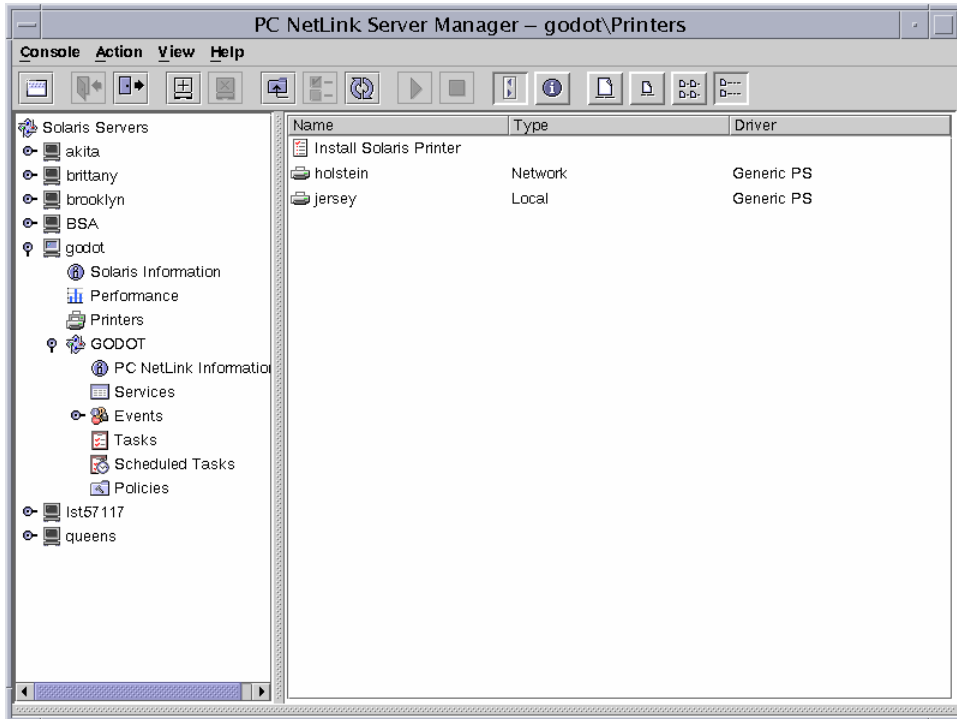 PC NetLink Server Manager – godot\Printers
Console Action View Help
Solaris Servers
akita
brittany
brooklyn
BSA
godot
Solaris Information
Performance
Printers
GODOT
PC NetLink Informatio
Services
Events
Tasks
Scheduled Tasks
Policies
lst57117
queens
Name Type Driver
Install Solaris Printer
holstein Network Generic PS
jersey Local Generic PS